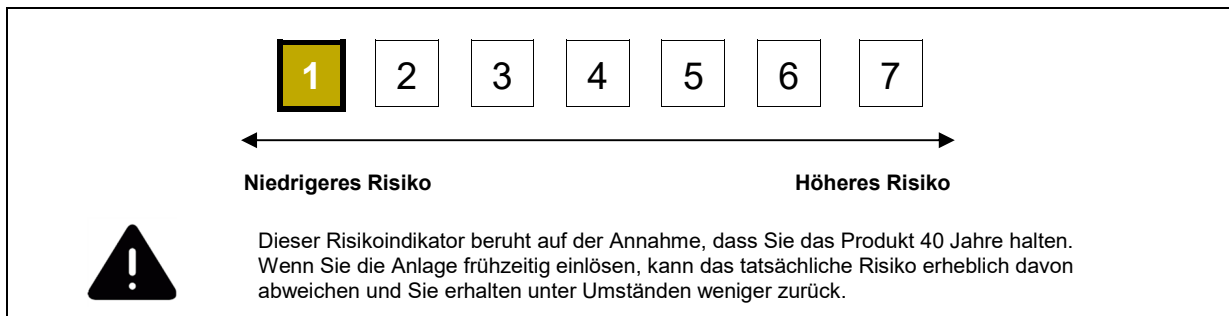 1 2 3 4 5 6 7
Niedrigeres Risiko Höheres Risiko
Dieser Risikoindikator beruht auf der Annahme, dass Sie das Produkt 40 Jahre halten.
Wenn Sie die Anlage frühzeitig einlösen, kann das tatsächliche Risiko erheblich davon
abweichen und Sie erhalten unter Umständen weniger zurück.